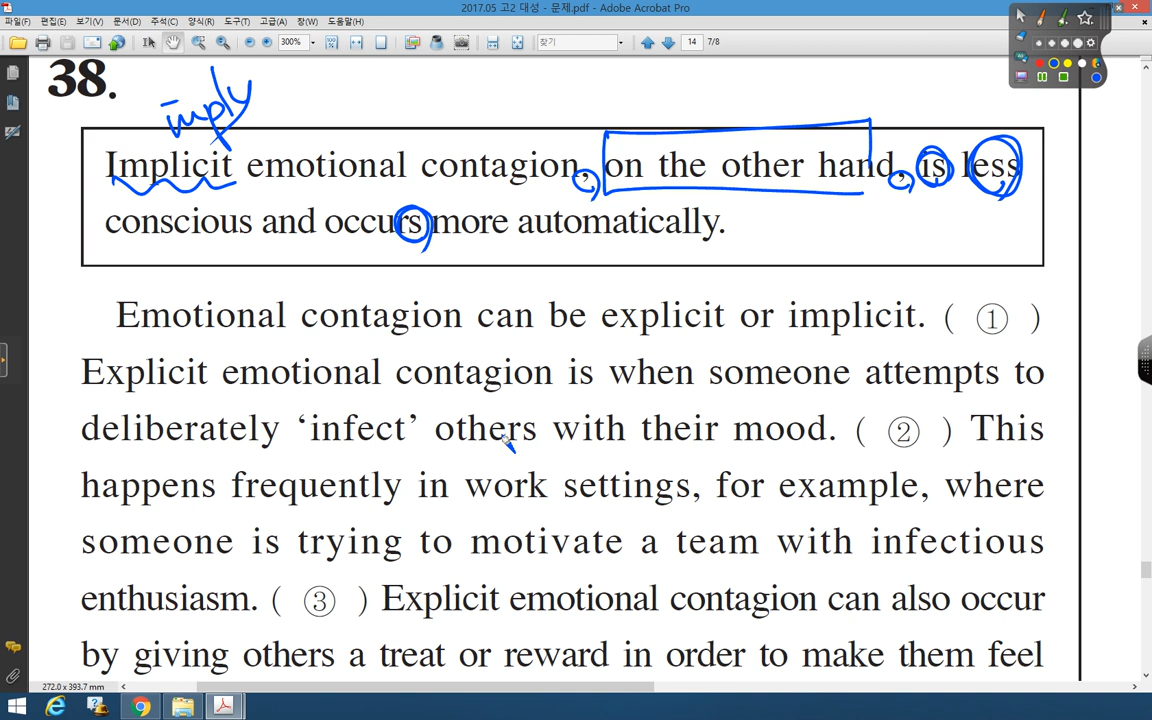 2017.05 고2 대성 - 문제.pdf - Adobe Acrobat Pro
파일(F) 편집(E) 보기(V) 문서(D) 주석(C) 양식(R) 도구(T) 고급(A) 창(W) 도움말(H)
300% 찾기 14 7/8
38.
imply
Implicit emotional contagion, on the other hand, is less
conscious and occurs more automatically.
Emotional contagion can be explicit or implicit. ( ① )
Explicit emotional contagion is when someone attempts to
deliberately ‘infect’ others with their mood. ( ② ) This
happens frequently in work settings, for example, where
someone is trying to motivate a team with infectious
enthusiasm. ( ③ ) Explicit emotional contagion can also occur
by giving others a treat or reward in order to make them feel
272.0 x 393.7 mm